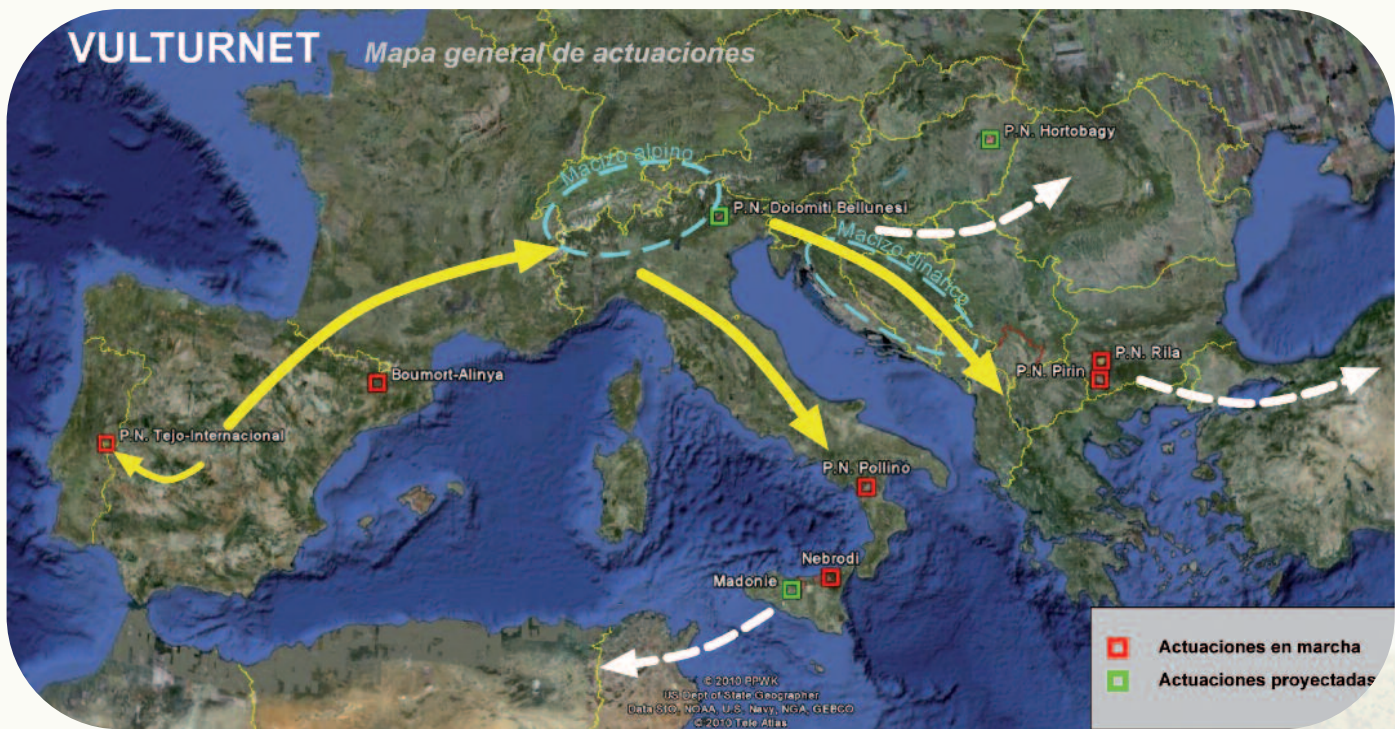 VULTURNET Mapa general de actuaciones
P.N. Hortobagy
Macizo alpino
P.N. Dolomiti Bellunesi
Macizo dinárico
Boumort-Alinya
P.N. Rila
P.N. Pirin
P.N. Tejo-Internacional
P.N. Pollino
Nebrodi
Madonie
Actuaciones en marcha
Actuaciones proyectadas
© 2010 PPWK
US Dept of State Geographer
Data SIO, NOAA, U.S. Navy, NGA, GEBCO
© 2010 Tele Atlas